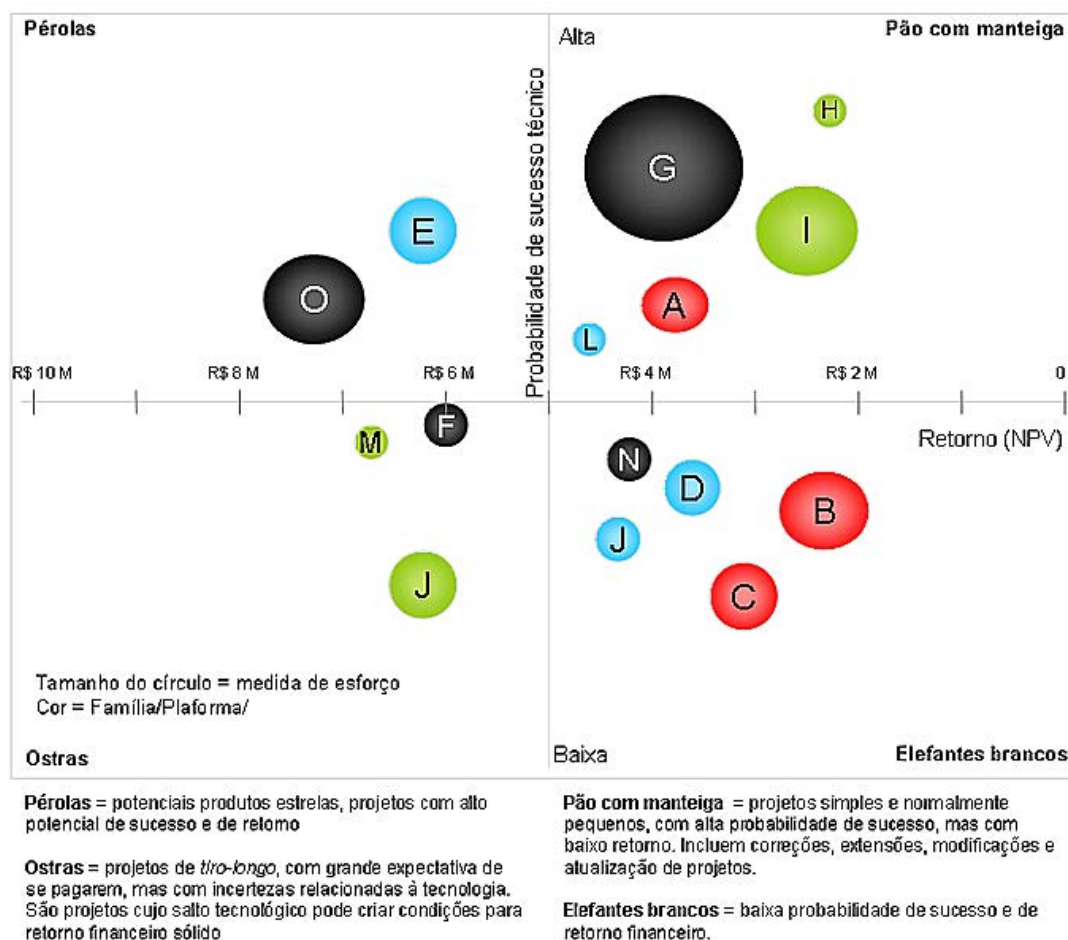 Pérolas
Pão com manteiga
Alta
Probabilidade de sucesso técnico
H
G
I
E
O
A
L
R$ 10 M
R$ 8 M
R$ 6 M
R$ 4 M
R$ 2 M
0
Retorno (NPV)
F
M
N
D
B
J
J
C
Tamanho do círculo = medida de esforço
Cor = Família/Plaforma/
Ostras
Baixa
Elefantes brancos
Pérolas = potenciais produtos estrelas, projetos com alto
potencial de sucesso e de retorno
Ostras = projetos de tiro-longo, com grande expectativa de
se pagarem, mas com incertezas relacionadas à tecnologia.
São projetos cujo salto tecnológico pode criar condições para
retorno financeiro sólido
Pão com manteiga = projetos simples e normalmente
pequenos, com alta probabilidade de sucesso, mas com
baixo retorno. Incluem correções, extensões, modificações e
atualização de projetos.
Elefantes brancos = baixa probabilidade de sucesso e de
retorno financeiro.